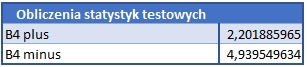 Obliczenia statystyk testowych
B4 plus 2,201885965
B4 minus 4,939549634